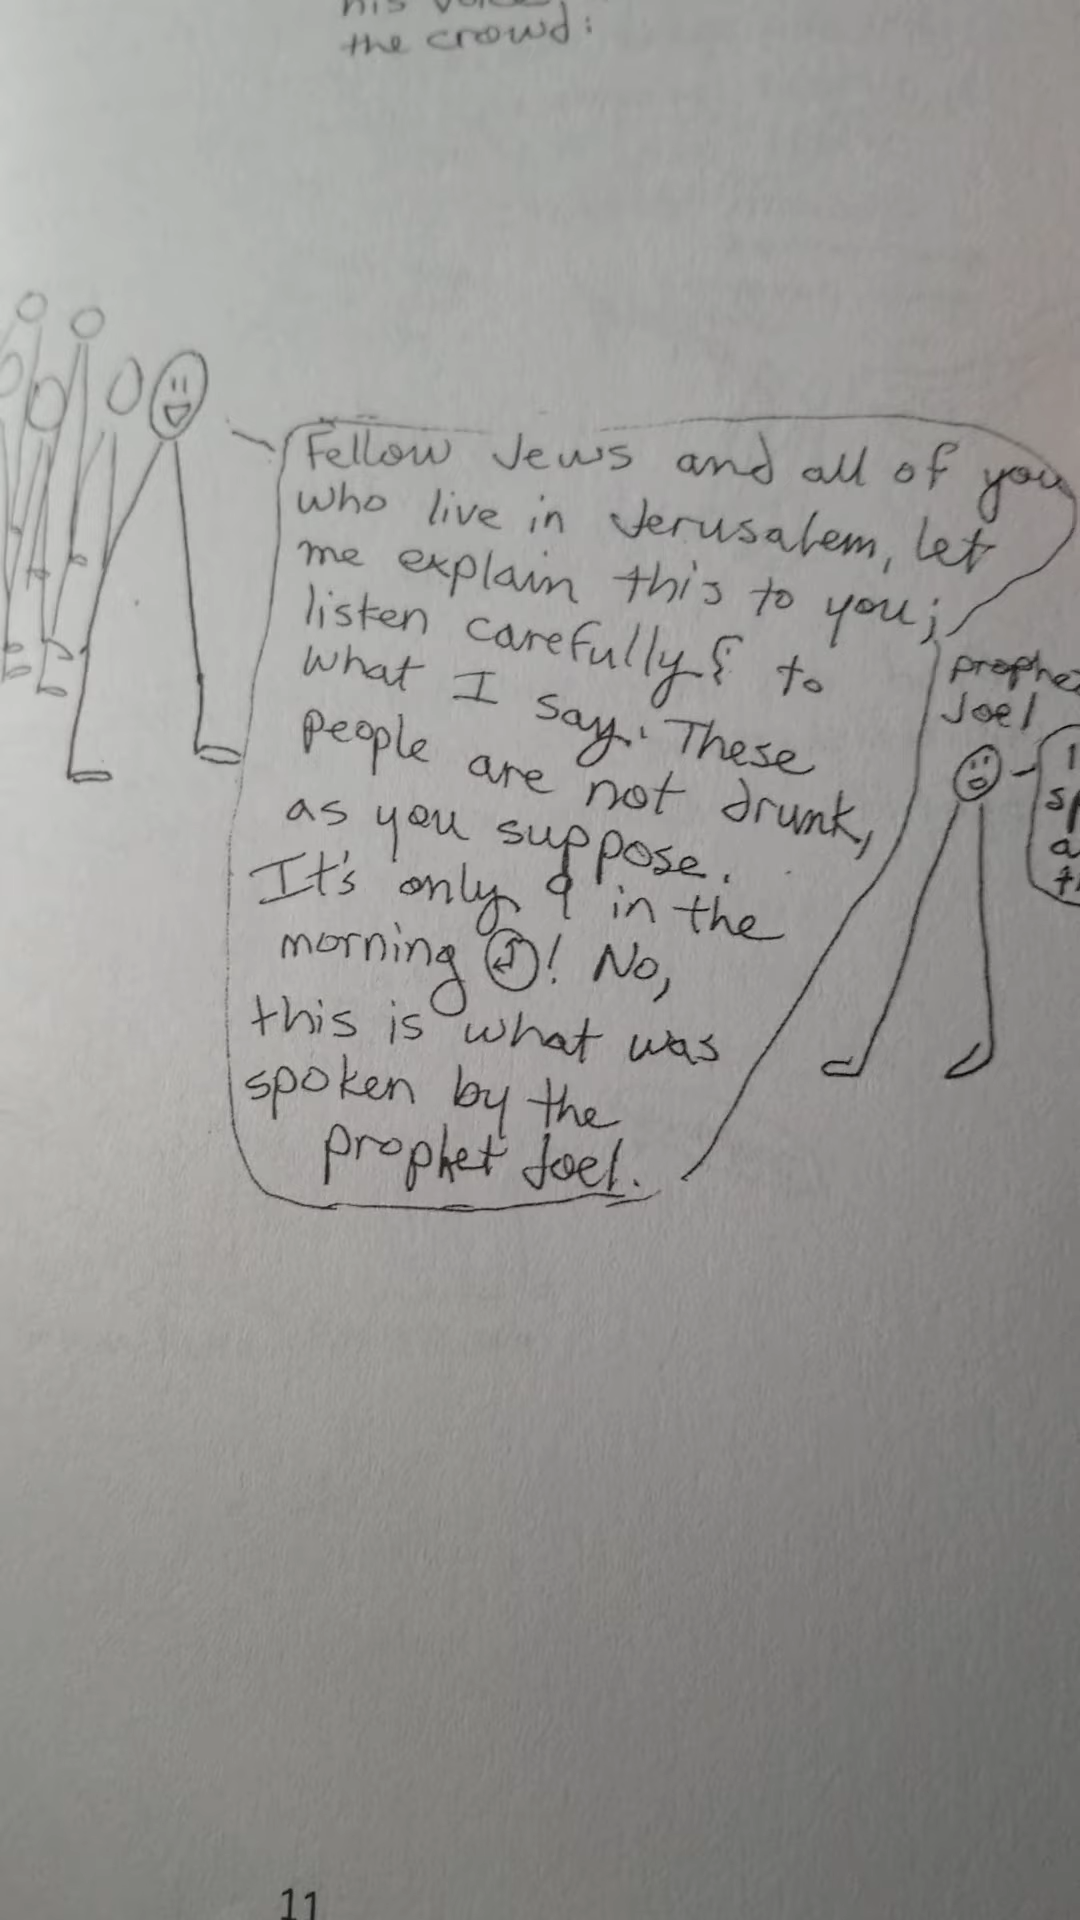 his voice,
the crowd:
Fellow Jews and all of you
who live in Jerusalem, let
me explain this to you;
listen carefully to
what I say. These
people are not drunk,
as you suppose.
It's only 9 in the
morning ! No,
this is what was
spoken by the
prophet Joel.
Joel
11